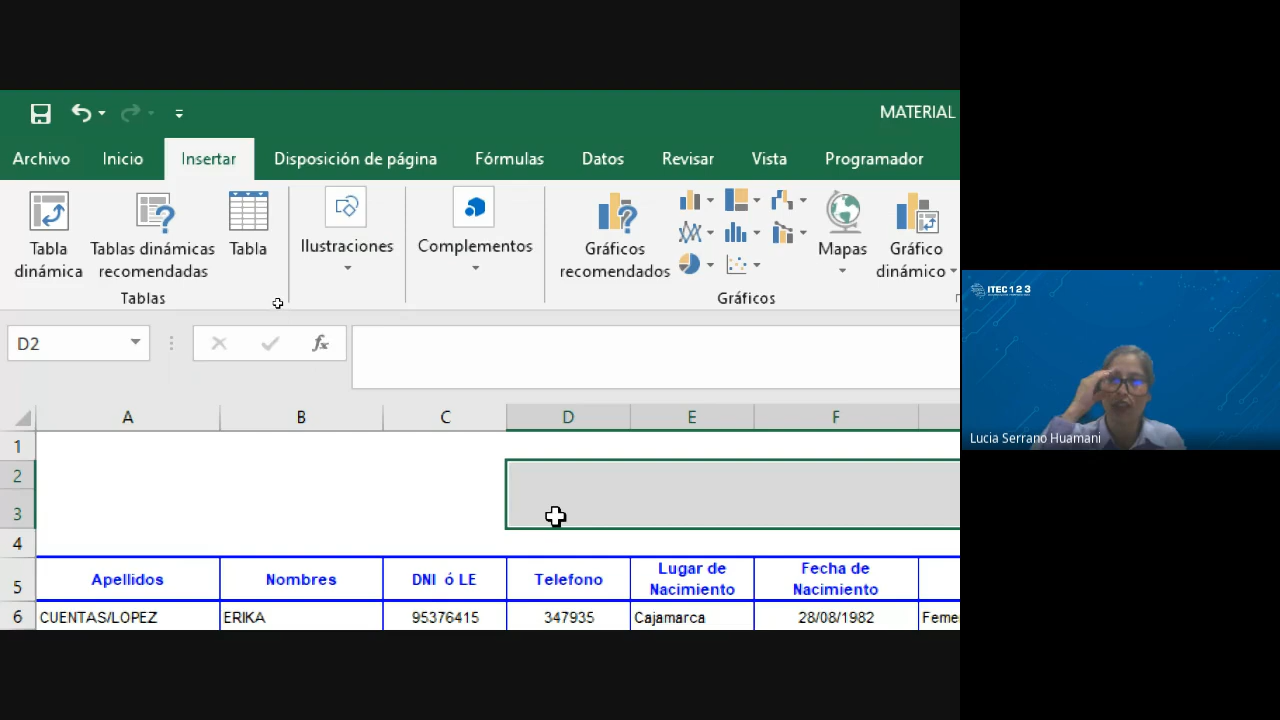 MATERIAL
Archivo Inicio Insertar Disposición de página Fórmulas Datos Revisar Vista Programador
Tabla dinámica
Tablas dinámicas recomendadas
Tabla
Ilustraciones
Complementos
Gráficos recomendados
Mapas
Gráfico dinámico
Tablas
Gráficos
D2
fx
A B C D E F
1
2
3
4
5 Apellidos Nombres DNI ó LE Telefono Lugar de Nacimiento Fecha de Nacimiento
6 CUENTAS/LOPEZ ERIKA 95376415 347935 Cajamarca 28/08/1982 Feme
ITEC 123
Lucia Serrano Huamani